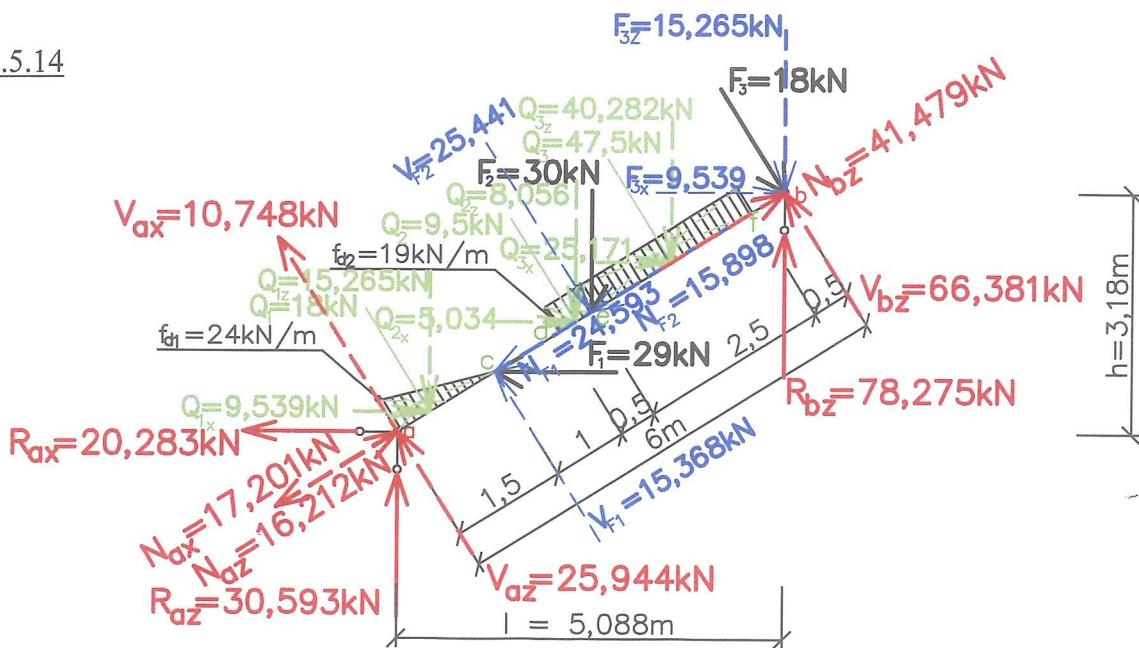 .5.14
F3z=15,265kN
F3=18kN
Q3z=40,282kN
Q3=47,5kN
VF2=25,441
F2=30kN
F3x=9,539
Nbz=41,479kN
b
Q2z=8,056
Q2=9,5kN
Q3x=25,171
f
Vax=10,748kN
fd2=19kN/m
Q1z=15,265kN
Q1=18kN
Q2x=5,034
d
e
NF2=15,898
NF1=24,593
fd1=24kN/m
c
F1=29kN
Vbz=66,381kN
0,5
2,5
Rbz=78,275kN
h=3,18m
Q1x=9,539kN
Rax=20,283kN
a
0,5
1
6m
1,5
Nax=17,201kN
Naz=16,212kN
VF1=15,368kN
Raz=30,593kN
Vaz=25,944kN
l = 5,088m